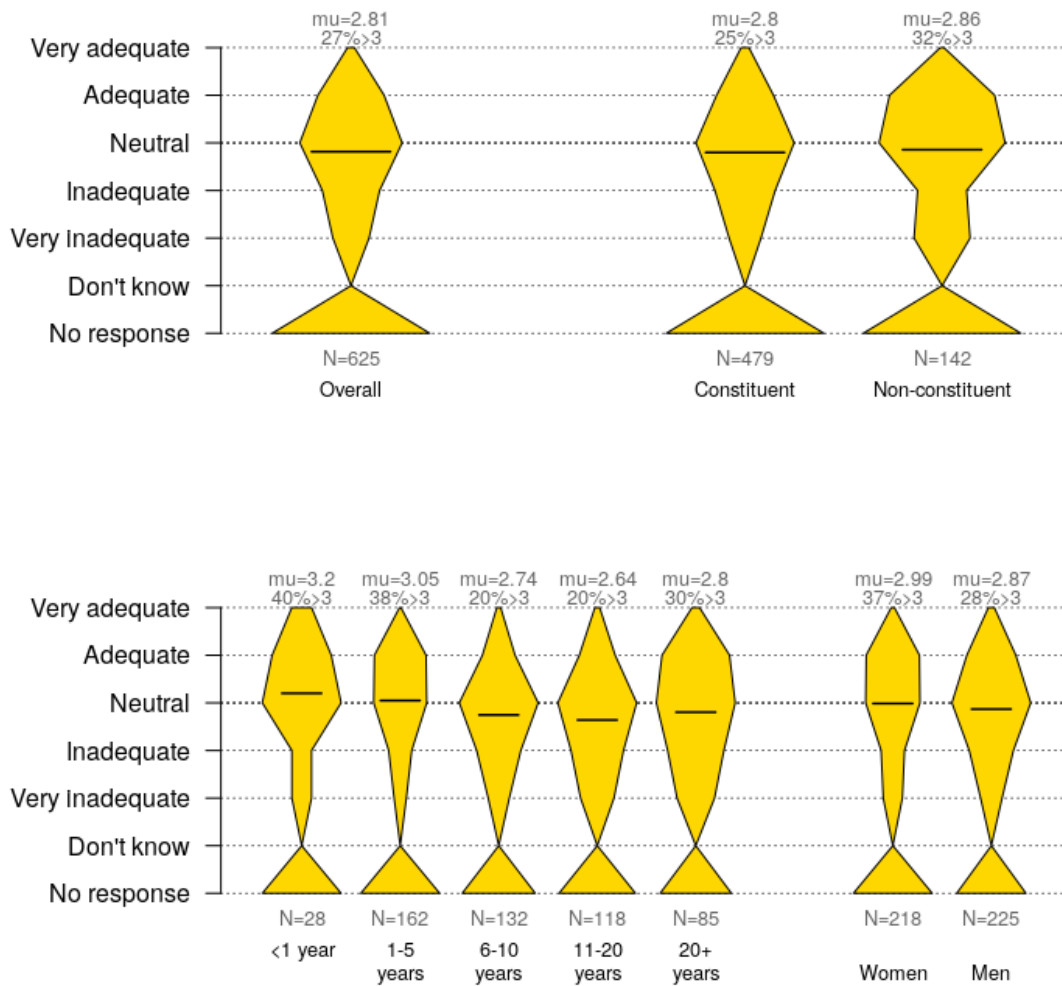 mu=2.81 mu=2.8 mu=2.86
27%>3 25%>3 32%>3
Very adequate
Adequate
Neutral
Inadequate
Very inadequate
Don't know
No response
N=625 N=479 N=142
Overall Constituent Non-constituent
mu=3.2 mu=3.05 mu=2.74 mu=2.64 mu=2.8 mu=2.99 mu=2.87
40%>3 38%>3 20%>3 20%>3 30%>3 37%>3 28%>3
Very adequate
Adequate
Neutral
Inadequate
Very inadequate
Don't know
No response
N=28 N=162 N=132 N=118 N=85 N=218 N=225
<1 year 1-5 6-10 11-20 20+
years years years years Women Men